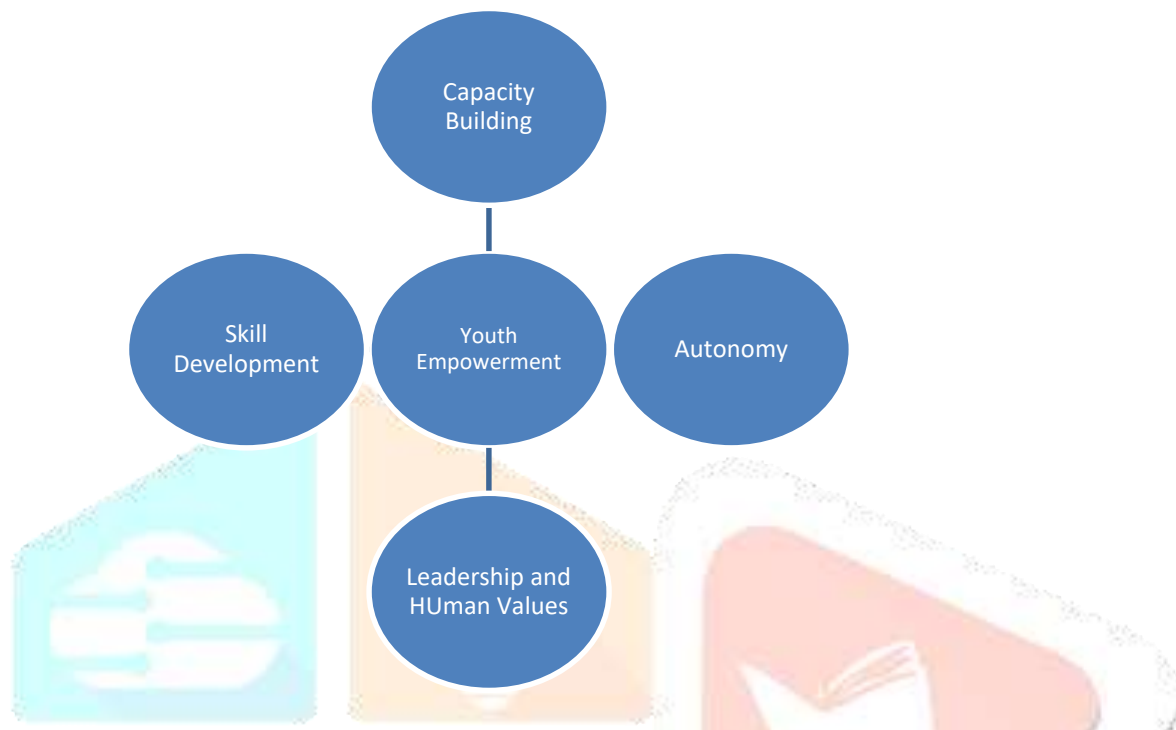 Capacity
Building
Skill
Development
Youth
Empowerment
Autonomy
Leadership and
HUman Values